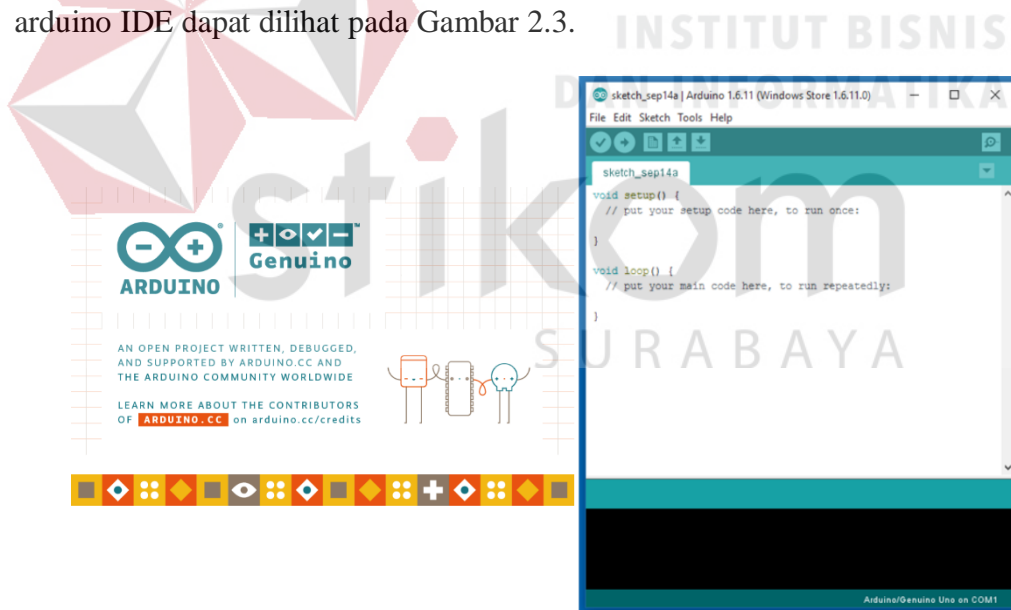 arduino IDE dapat dilihat pada Gambar 2.3.
INSTITUT BISNIS
DAN INFORMATIKA
stikom
SURABAYA
ARDUINO
Genuino
AN OPEN PROJECT WRITTEN, DEBUGGED,
AND SUPPORTED BY ARDUINO.CC AND
THE ARDUINO COMMUNITY WORLDWIDE
LEARN MORE ABOUT THE CONTRIBUTORS
OF ARDUINO.CC on arduino.cc/credits
sketch_sep14a | Arduino 1.6.11 (Windows Store 1.6.11.0)
File Edit Sketch Tools Help
sketch_sep14a
void setup() {
// put your setup code here, to run once:
}
void loop() {
// put your main code here, to run repeatedly:
}
Arduino/Genuino Uno on COM1